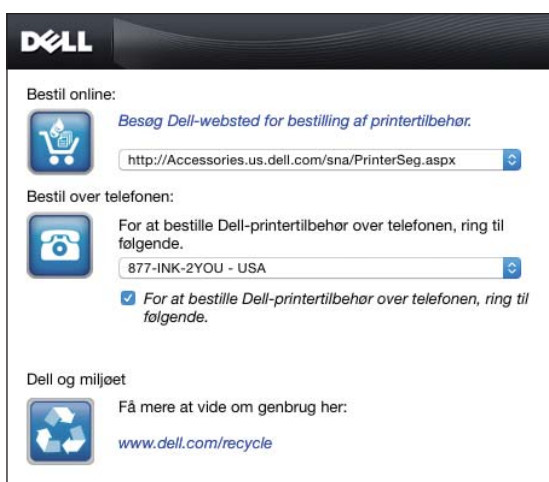 DELL
Bestil online:
Besøg Dell-websted for bestilling af printertilbehør.
http://Accessories.us.dell.com/sna/PrinterSeg.aspx
Bestil over telefonen:
For at bestille Dell-printertilbehør over telefonen, ring til
følgende.
877-INK-2YOU - USA
For at bestille Dell-printertilbehør over telefonen, ring til
følgende.
Dell og miljøet
Få mere at vide om genbrug her:
www.dell.com/recycle